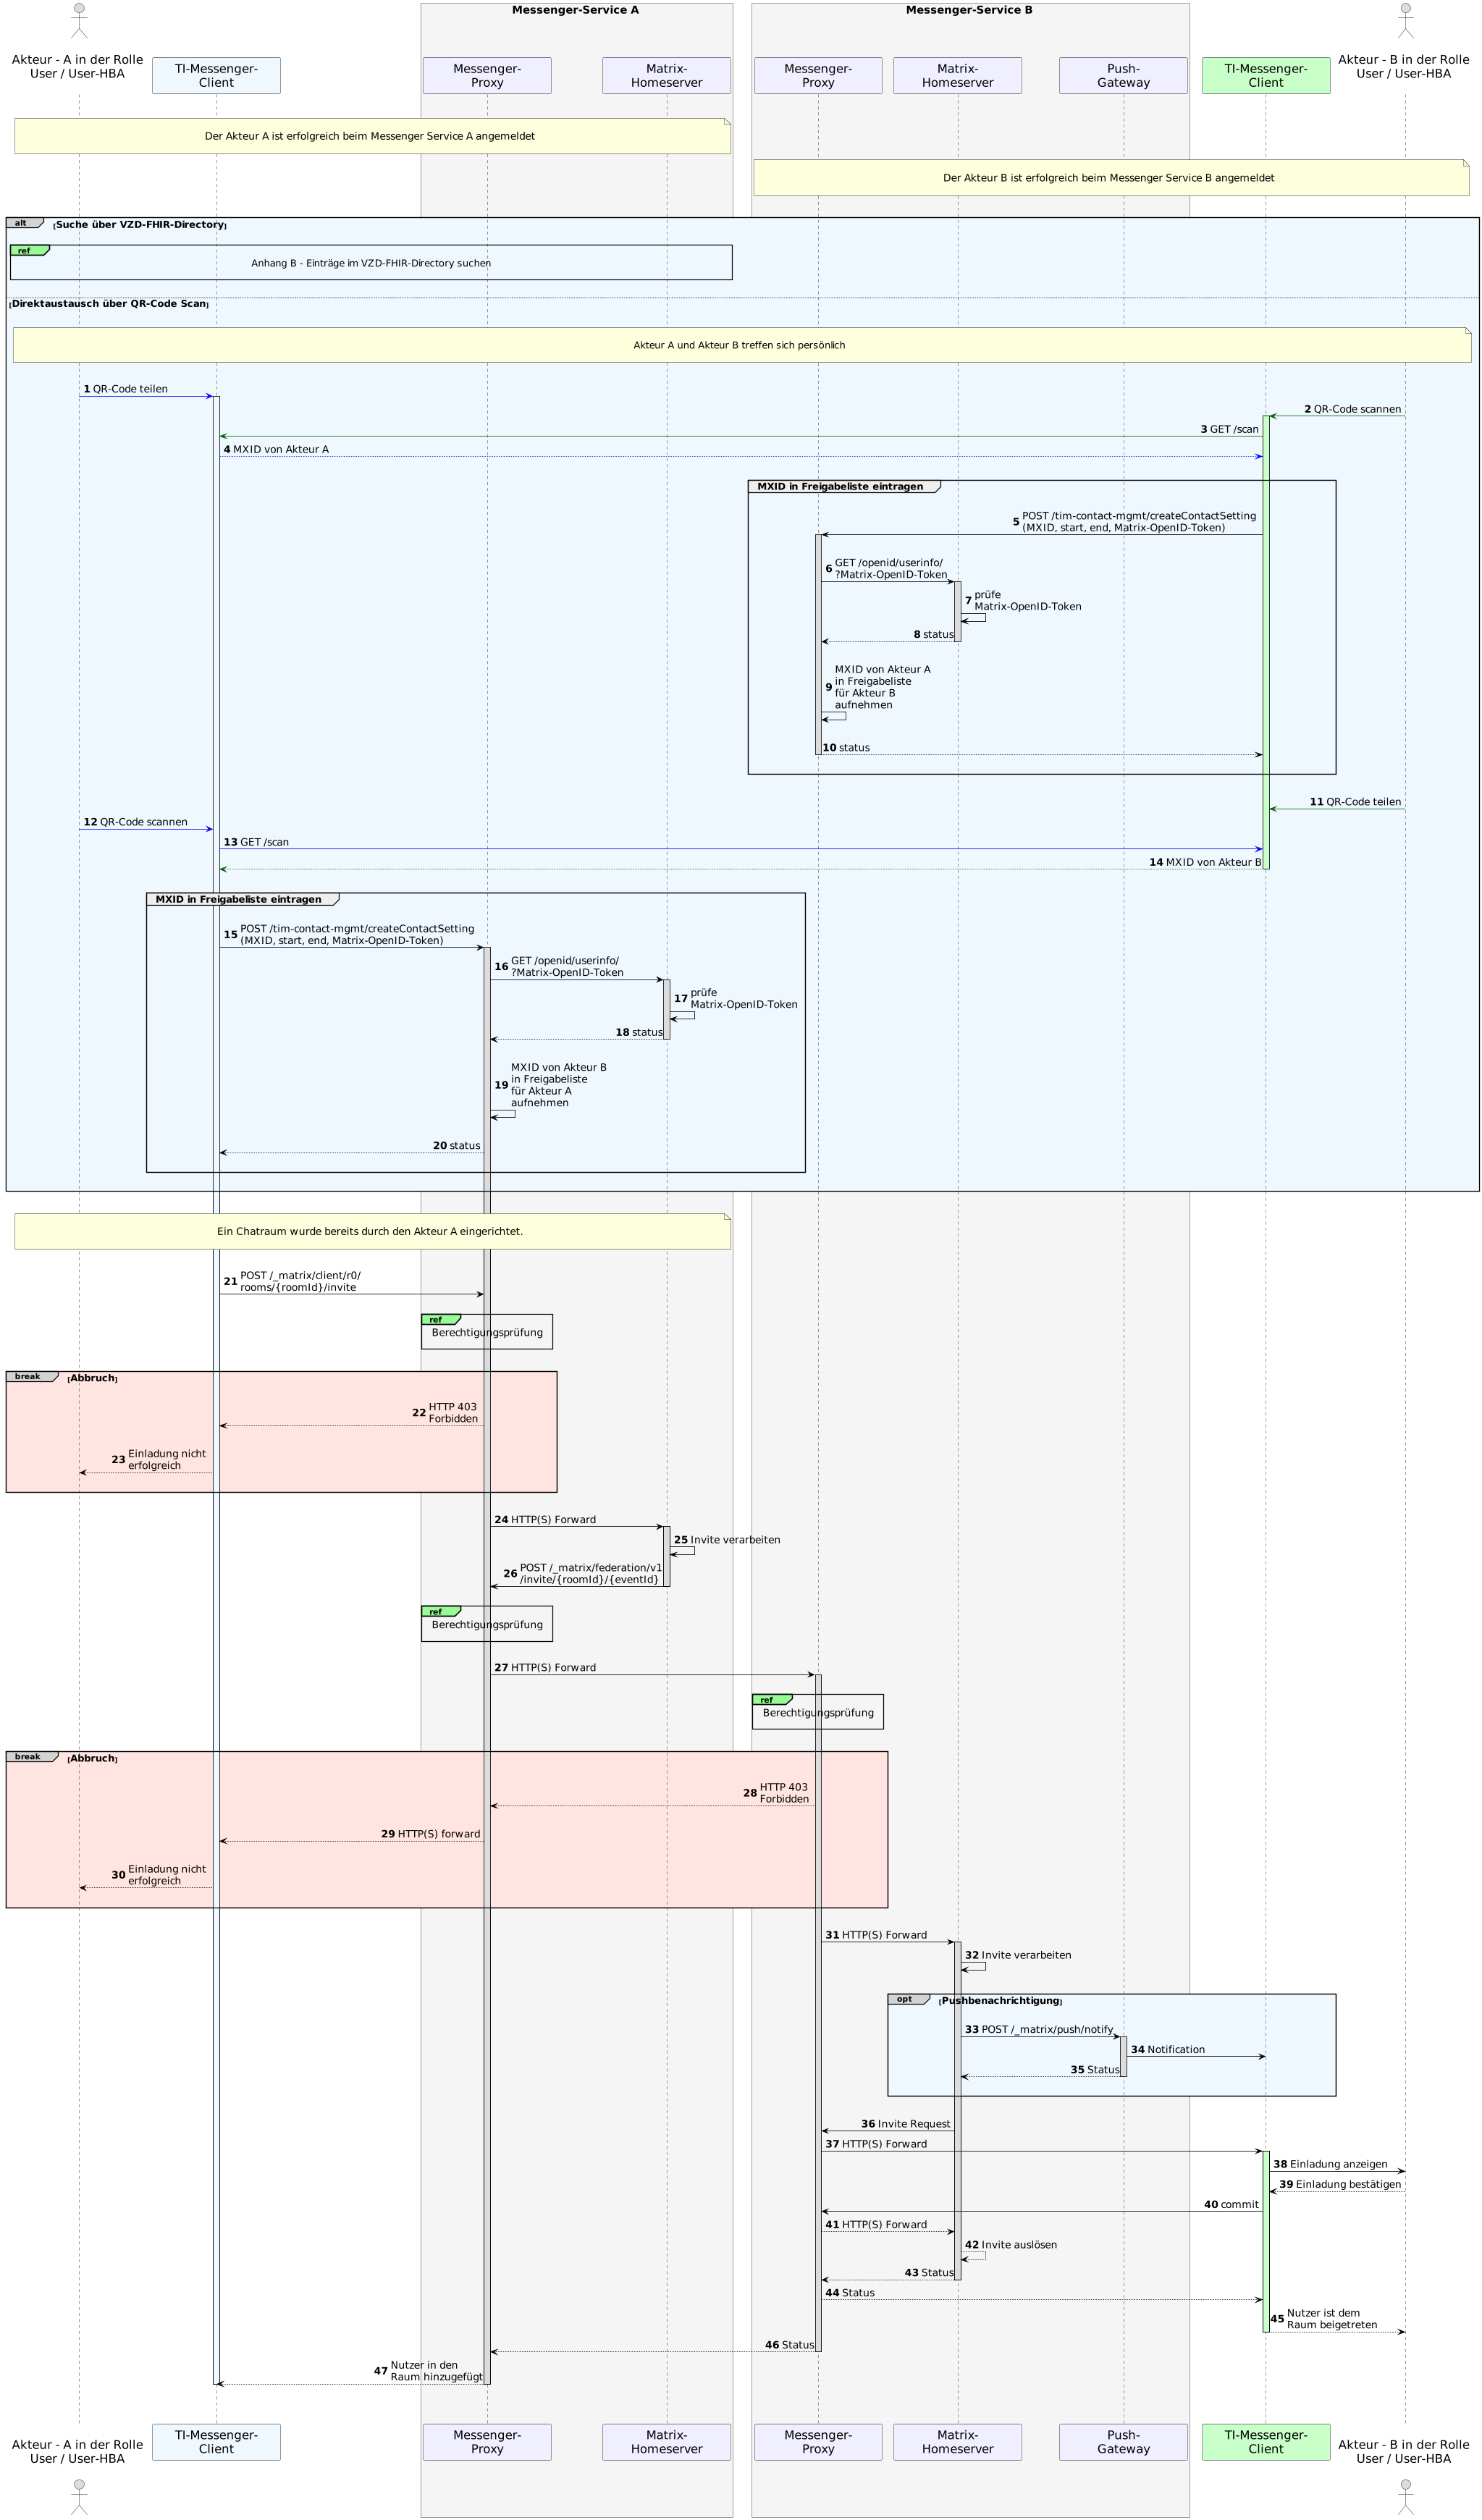 Messenger-Service A
Messenger-Service B
Akteur - A in der Rolle
User / User-HBA
TI-Messenger-
Client
Messenger-
Proxy
Matrix-
Homeserver
Messenger-
Proxy
Matrix-
Homeserver
Push-
Gateway
TI-Messenger-
Client
Akteur - B in der Rolle
User / User-HBA
Der Akteur A ist erfolgreich beim Messenger Service A angemeldet
Der Akteur B ist erfolgreich beim Messenger Service B angemeldet
alt [Suche über VZD-FHIR-Directory]
ref
Anhang B - Einträge im VZD-FHIR-Directory suchen
[Direktaustausch über QR-Code Scan]
Akteur A und Akteur B treffen sich persönlich
1 QR-Code teilen
2 QR-Code scannen
3 GET /scan
4 MXID von Akteur A
MXID in Freigabeliste eintragen
5 POST /tim-contact-mgmt/createContactSetting
(MXID, start, end, Matrix-OpenID-Token)
6 GET /openid/userinfo/
?Matrix-OpenID-Token
7 prüfe
Matrix-OpenID-Token
8 status
9 MXID von Akteur A
in Freigabeliste
für Akteur B
aufnehmen
10 status
11 QR-Code teilen
12 QR-Code scannen
13 GET /scan
14 MXID von Akteur B
MXID in Freigabeliste eintragen
15 POST /tim-contact-mgmt/createContactSetting
(MXID, start, end, Matrix-OpenID-Token)
16 GET /openid/userinfo/
?Matrix-OpenID-Token
17 prüfe
Matrix-OpenID-Token
18 status
19 MXID von Akteur B
in Freigabeliste
für Akteur A
aufnehmen
20 status
Ein Chatraum wurde bereits durch den Akteur A eingerichtet.
21 POST /_matrix/client/r0/
rooms/{roomId}/invite
ref
Berechtigungsprüfung
break [Abbruch]
22 HTTP 403
Forbidden
23 Einladung nicht
erfolgreich
24 HTTP(S) Forward
25 Invite verarbeiten
26 POST /_matrix/federation/v1
/invite/{roomId}/{eventId}
ref
Berechtigungsprüfung
27 HTTP(S) Forward
ref
Berechtigungsprüfung
break [Abbruch]
28 HTTP 403
Forbidden
29 HTTP(S) forward
30 Einladung nicht
erfolgreich
31 HTTP(S) Forward
32 Invite verarbeiten
opt [Pushbenachrichtigung]
33 POST /_matrix/push/notify
34 Notification
35 Status
36 Invite Request
37 HTTP(S) Forward
38 Einladung anzeigen
39 Einladung bestätigen
40 commit
41 HTTP(S) Forward
42 Invite auslösen
43 Status
44 Status
45 Nutzer ist dem
Raum beigetreten
46 Status
47 Nutzer in den
Raum hinzugefügt
Akteur - A in der Rolle
User / User-HBA
TI-Messenger-
Client
Messenger-
Proxy
Matrix-
Homeserver
Messenger-
Proxy
Matrix-
Homeserver
Push-
Gateway
TI-Messenger-
Client
Akteur - B in der Rolle
User / User-HBA